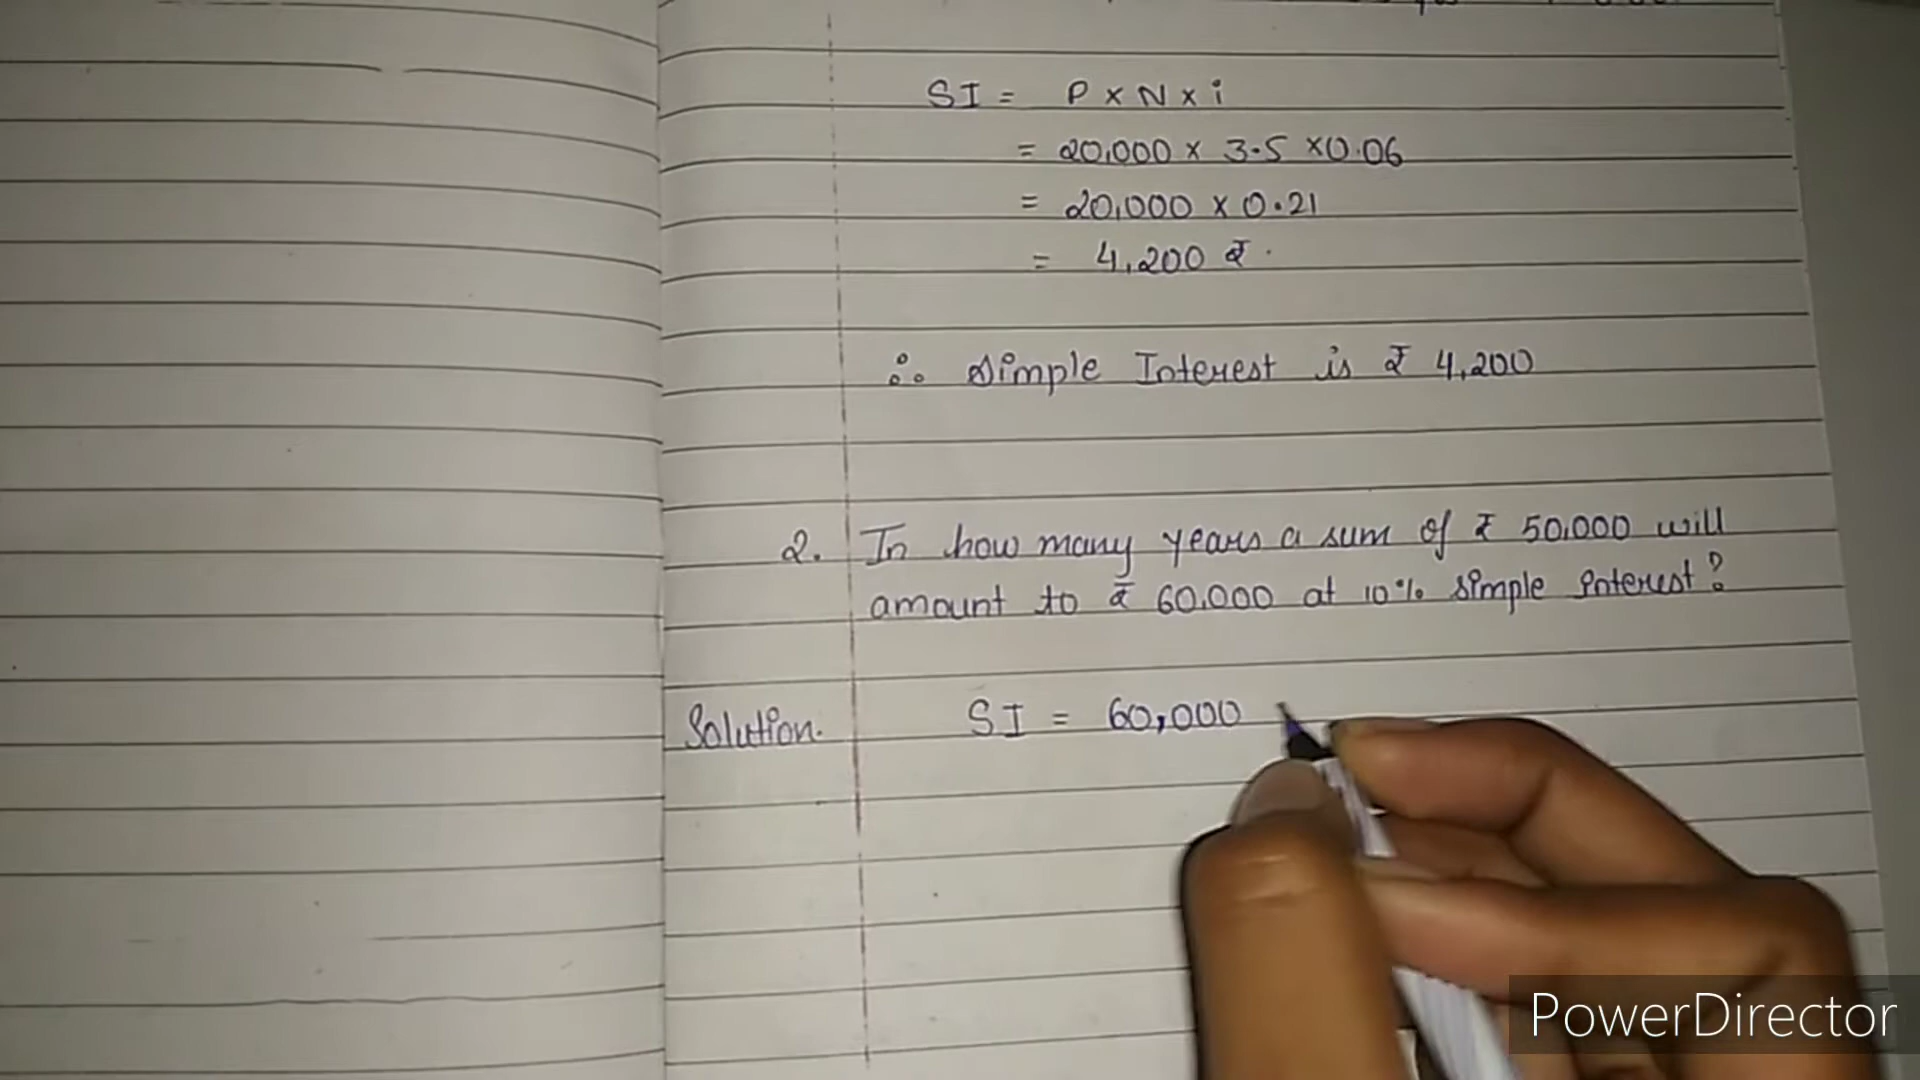 SI = P × N × i
= 20,000 × 3.5 × 0.06
= 20,000 × 0.21
= 4,200 ₹.
∴ Simple Interest is ₹ 4,200
2. In how many years a sum of ₹ 50,000 will
amount to ₹ 60,000 at 10% simple interest?
Solution. SI = 60,000
PowerDirector